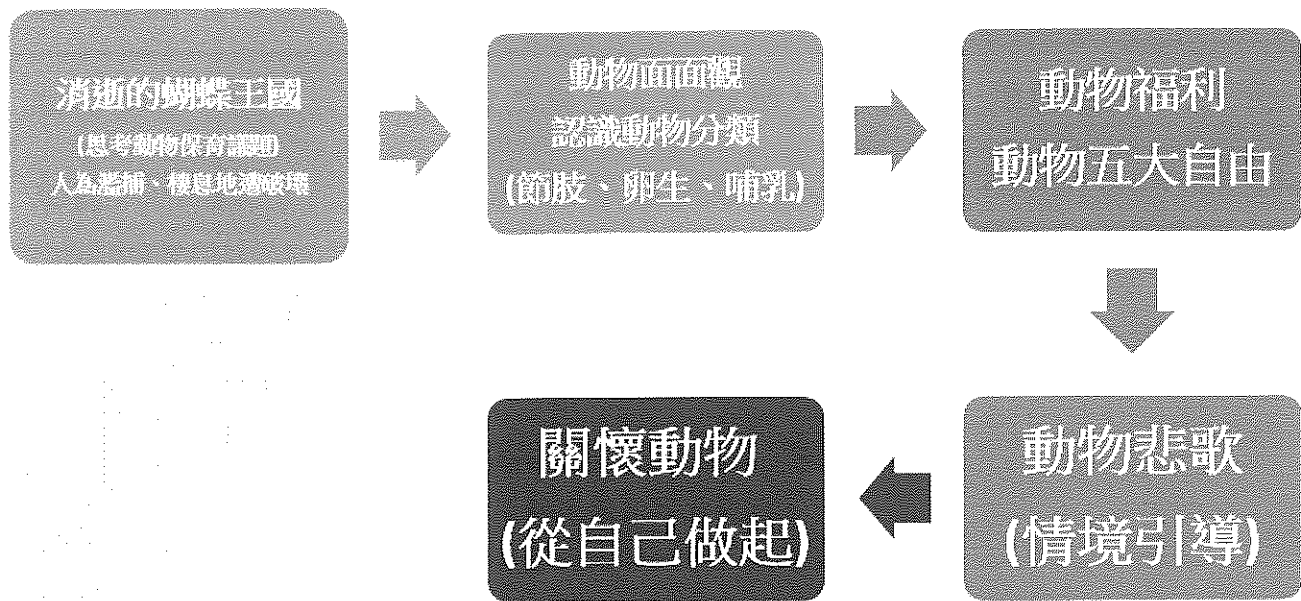 消逝的蝴蝶王國
(思考動物保育議題)
人為濫捕、棲息地遭破壞
動物面面觀
認識動物分類
(節肢、卵生、哺乳)
動物福利
動物五大自由
動物悲歌
(情境引導)
關懷動物
(從自己做起)